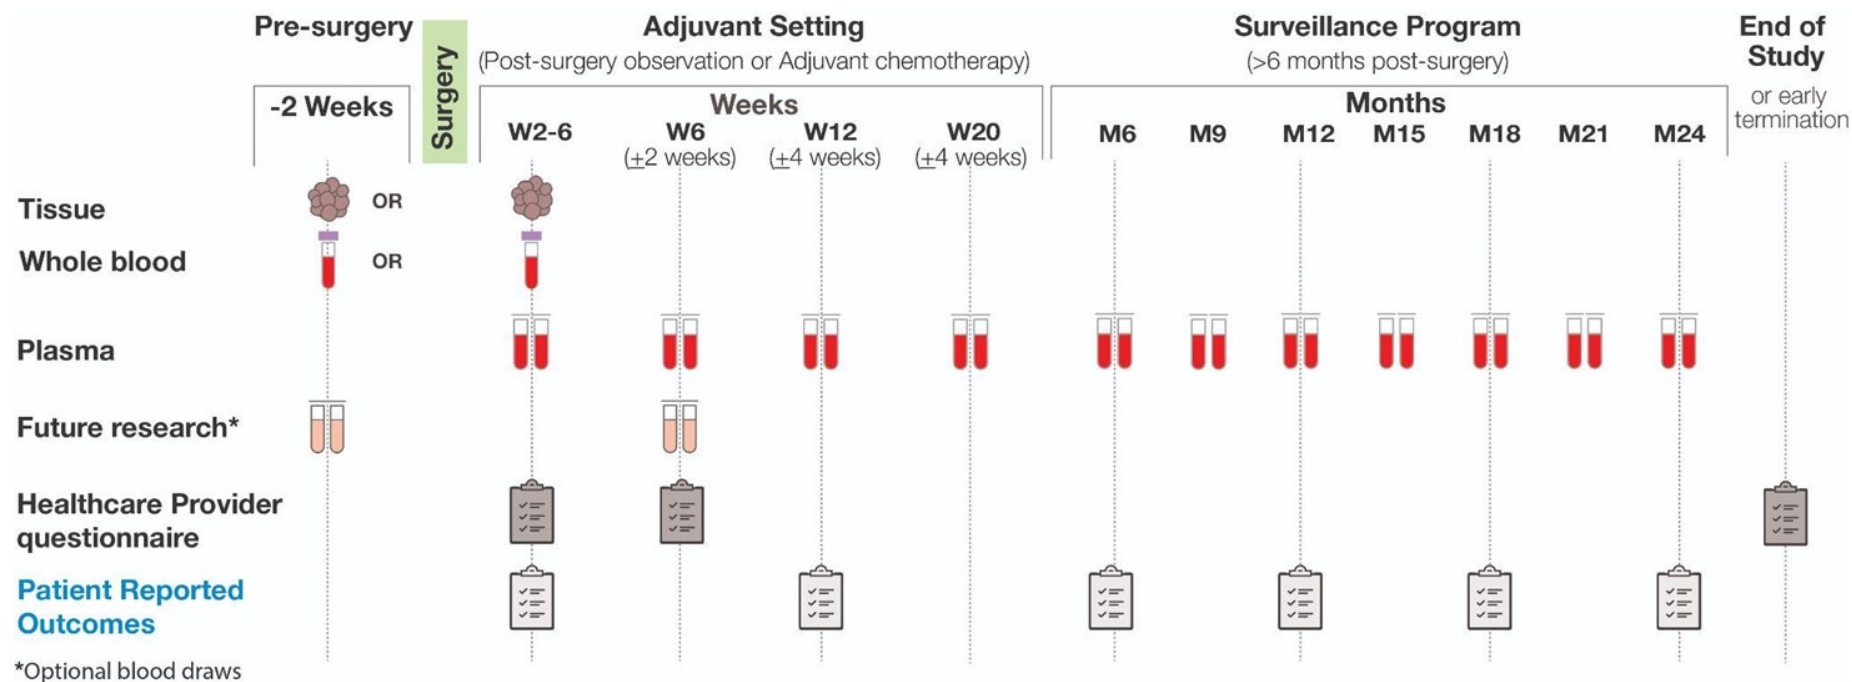 Pre-surgery
Surgery
Adjuvant Setting
(Post-surgery observation or Adjuvant chemotherapy)
Surveillance Program
(>6 months post-surgery)
End of
Study
or early
termination
-2 Weeks
Weeks
W2-6
W6
(±2 weeks)
W12
(±4 weeks)
W20
(±4 weeks)
Months
M6
M9
M12
M15
M18
M21
M24
Tissue
OR
Whole blood
OR
Plasma
Future research*
Healthcare Provider
questionnaire
Patient Reported
Outcomes
*Optional blood draws